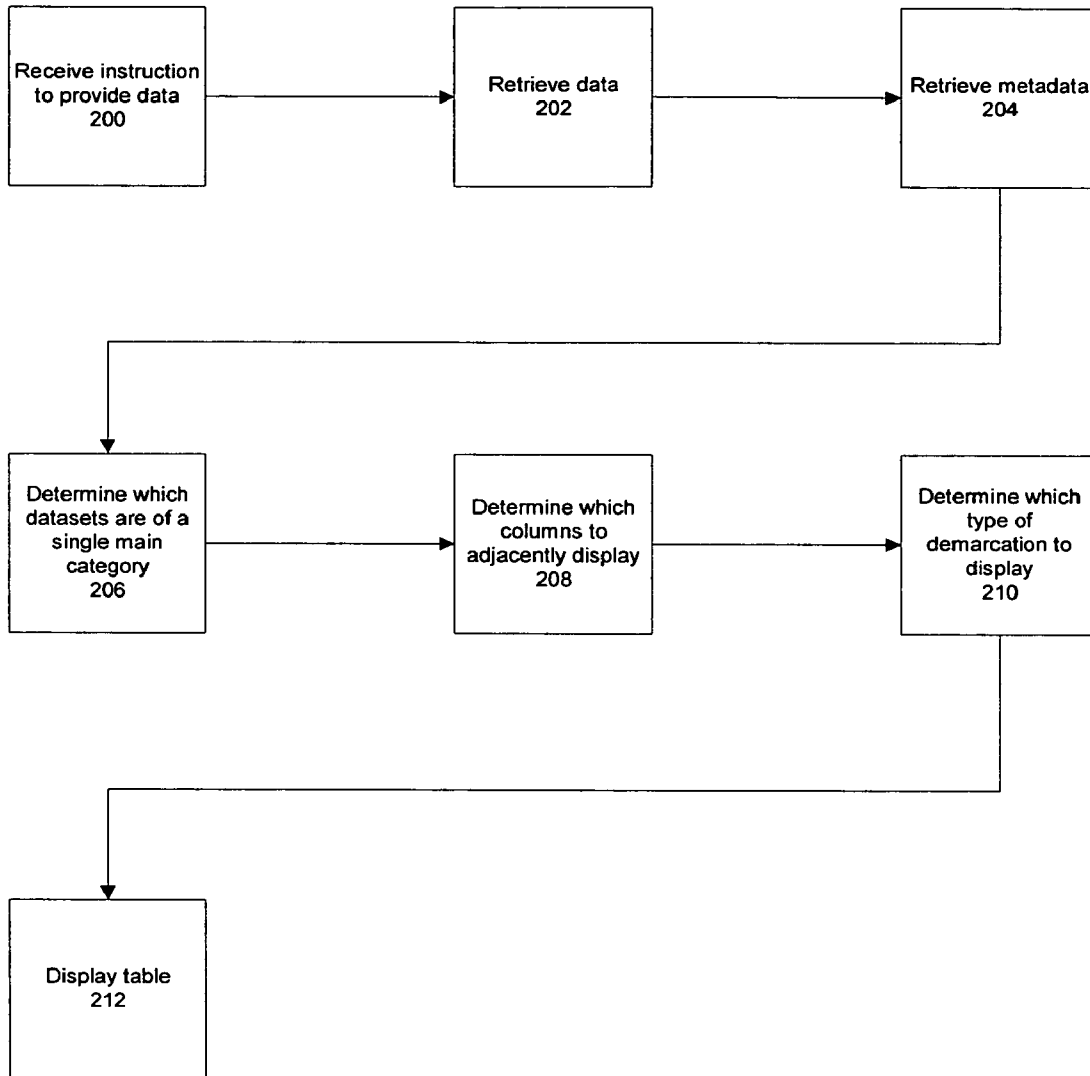 Receive instruction
to provide data
200
Retrieve data
202
Retrieve metadata
204
Determine which
datasets are of a
single main
category
206
Determine which
columns to
adjacently display
208
Determine which
type of
demarcation to
display
210
Display table
212